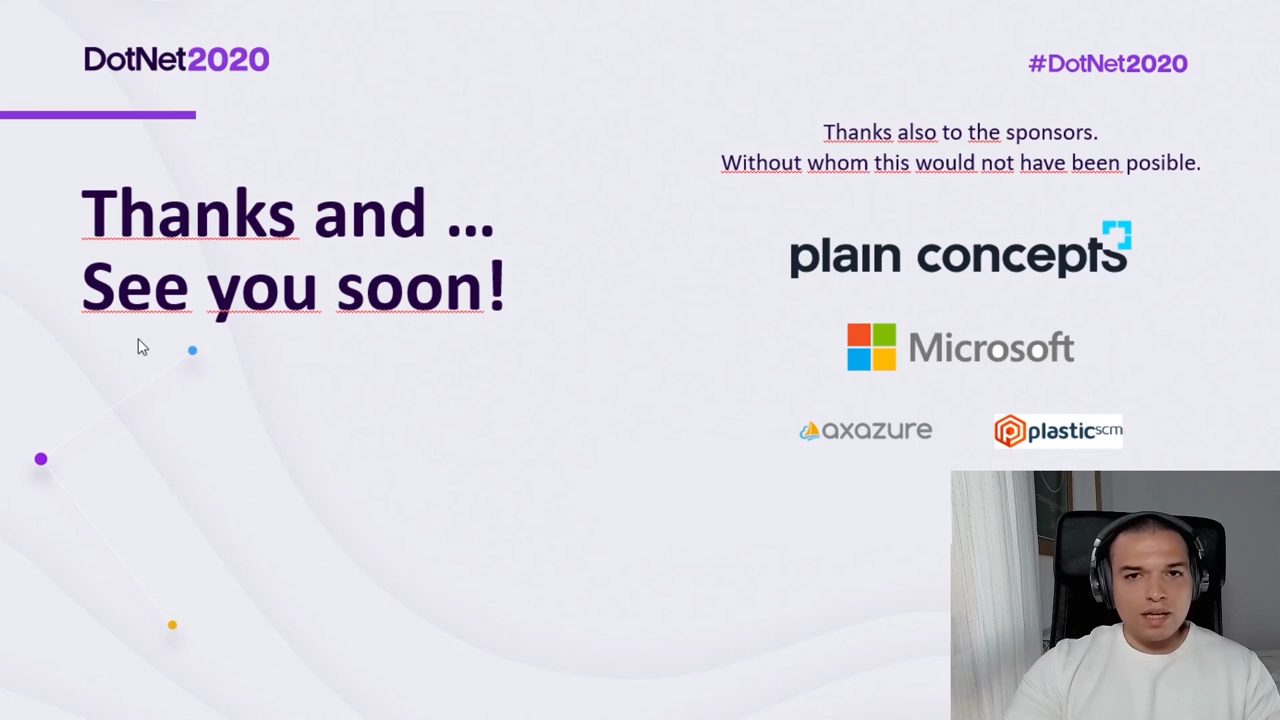 DotNet2020
#DotNet2020
Thanks and ...
See you soon!
Thanks also to the sponsors.
Without whom this would not have been posible.
plain concepts
Microsoft
axazure
plasticscm